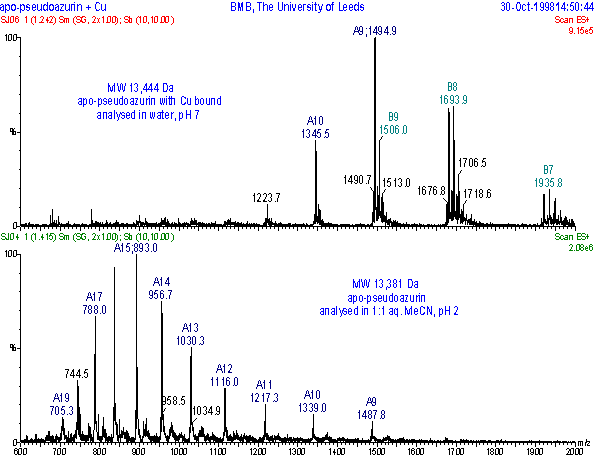 apo-pseudoazurin + Cu
BMB, The University of Leeds
30-Oct-199814:50:44
SJ06 1 (1.242) Sm (SG, 2x1.00); Sb (10,10.00)
A9;1494.9
Scan ES+
9.15e5
100
%
0
MW 13,444 Da
apo-pseudoazurin with Cu bound
analysed in water, pH 7
A10
1345.5
B9
1506.0
B8
1693.9
1706.5
1490.7
1513.0
1676.8
1718.6
1223.7
B7
1935.8
SJ04 1 (1.415) Sm (SG, 2x1.00); Sb (10,10.00)
A15;893.0
Scan ES+
2.08e6
100
%
0
MW 13,381 Da
apo-pseudoazurin
analysed in 1:1 aq. MeCN, pH 2
A17
788.0
A14
956.7
A13
1030.3
744.5
A12
1116.0
A19
705.3
958.5
1034.9
A11
1217.3
A10
1339.0
A9
1487.8
600 700 800 900 1000 1100 1200 1300 1400 1500 1600 1700 1800 1900 2000
m/z